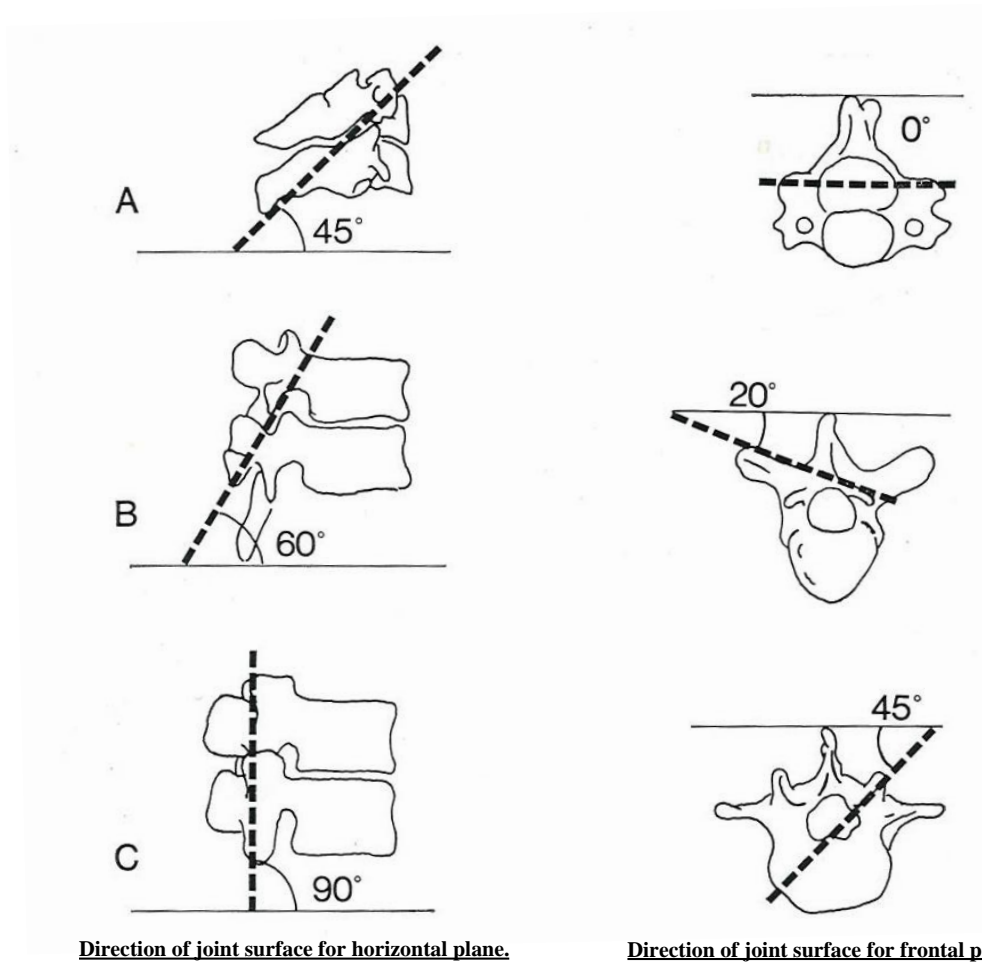 A
45°
0°
B
60°
20°
C
90°
45°
Direction of joint surface for horizontal plane.
Direction of joint surface for frontal p